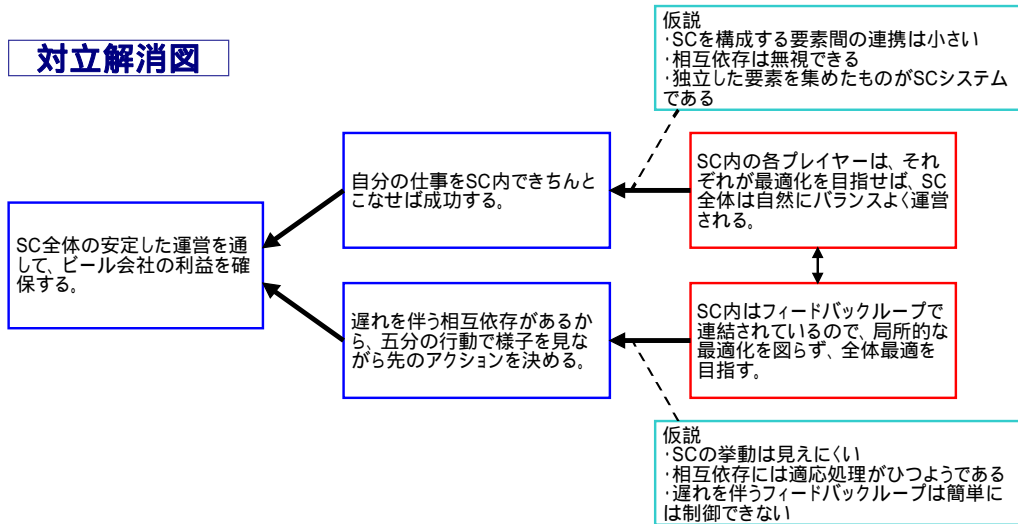 対立解消図
仮説
・SCを構成する要素間の連携は小さい
・相互依存は無視できる
・独立した要素を集めたものがSCシステム
である
自分の仕事をSC内できちんと
こなせば成功する。
SC内の各プレイヤーは、それ
ぞれが最適化を目指せば、SC
全体は自然にバランスよく運営
される。
SC全体の安定した運営を通
して、ビール会社の利益を確
保する。
遅れを伴う相互依存があるか
ら、五分の行動で様子を見な
がら先のアクションを決める。
SC内はフィードバックループで
連結されているので、局所的な
最適化を図らず、全体最適を
目指す。
仮説
・SCの挙動は見えにくい
・相互依存には適応処理がひつようである
・遅れを伴うフィードバックループは簡単に
は制御できない